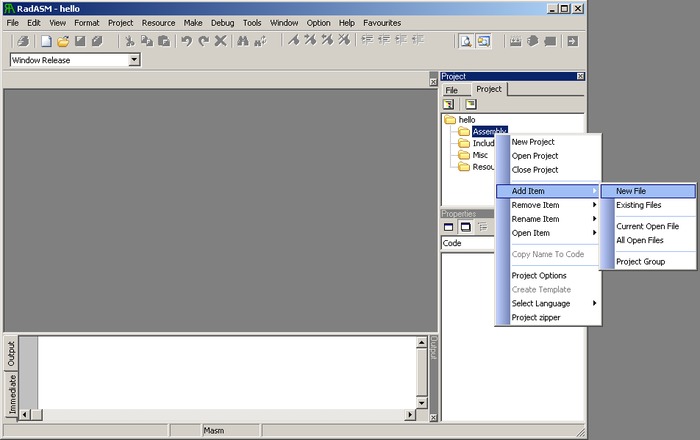 RadASM - hello
File Edit View Format Project Resource Make Debug Tools Window Option Help Favourites
Window Release
Project
File Project
hello
Assembly
Includ
Misc
Resou
New Project
Open Project
Close Project
Add Item
Remove Item
Rename Item
Open Item
Copy Name To Code
Project Options
Create Template
Select Language
Project zipper
New File
Existing Files
Current Open File
All Open Files
Project Group
Properties
Code
Output
Immediate
Output
Masm